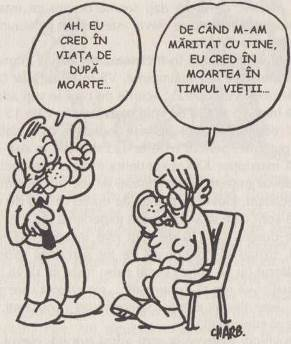 AH, EU
CRED ÎN
VIAȚA DE
DUPĂ
MOARTE...
DE CÂND M-AM
MĂRITAT CU TINE,
EU CRED ÎN
MOARTEA ÎN
TIMPUL VIEȚII...
CHARB.